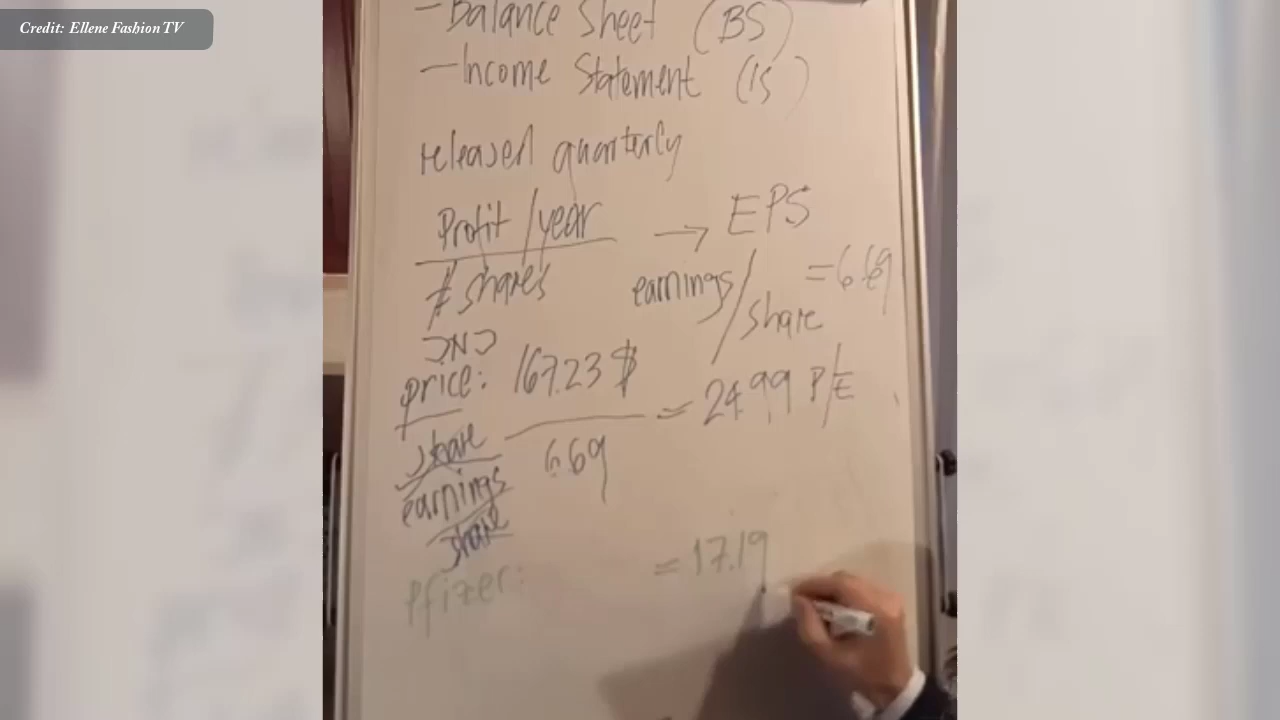 Credit: Ellene Fashion TV
- Balance Sheet (BS)
- Income Statement (IS)
released quarterly
Profit / year → EPS
# shares earnings / share = 6.69
JNJ
price: 167.23 $ = 24.99 P/E
share 6.69
earnings
share
Pfizer: = 17.19